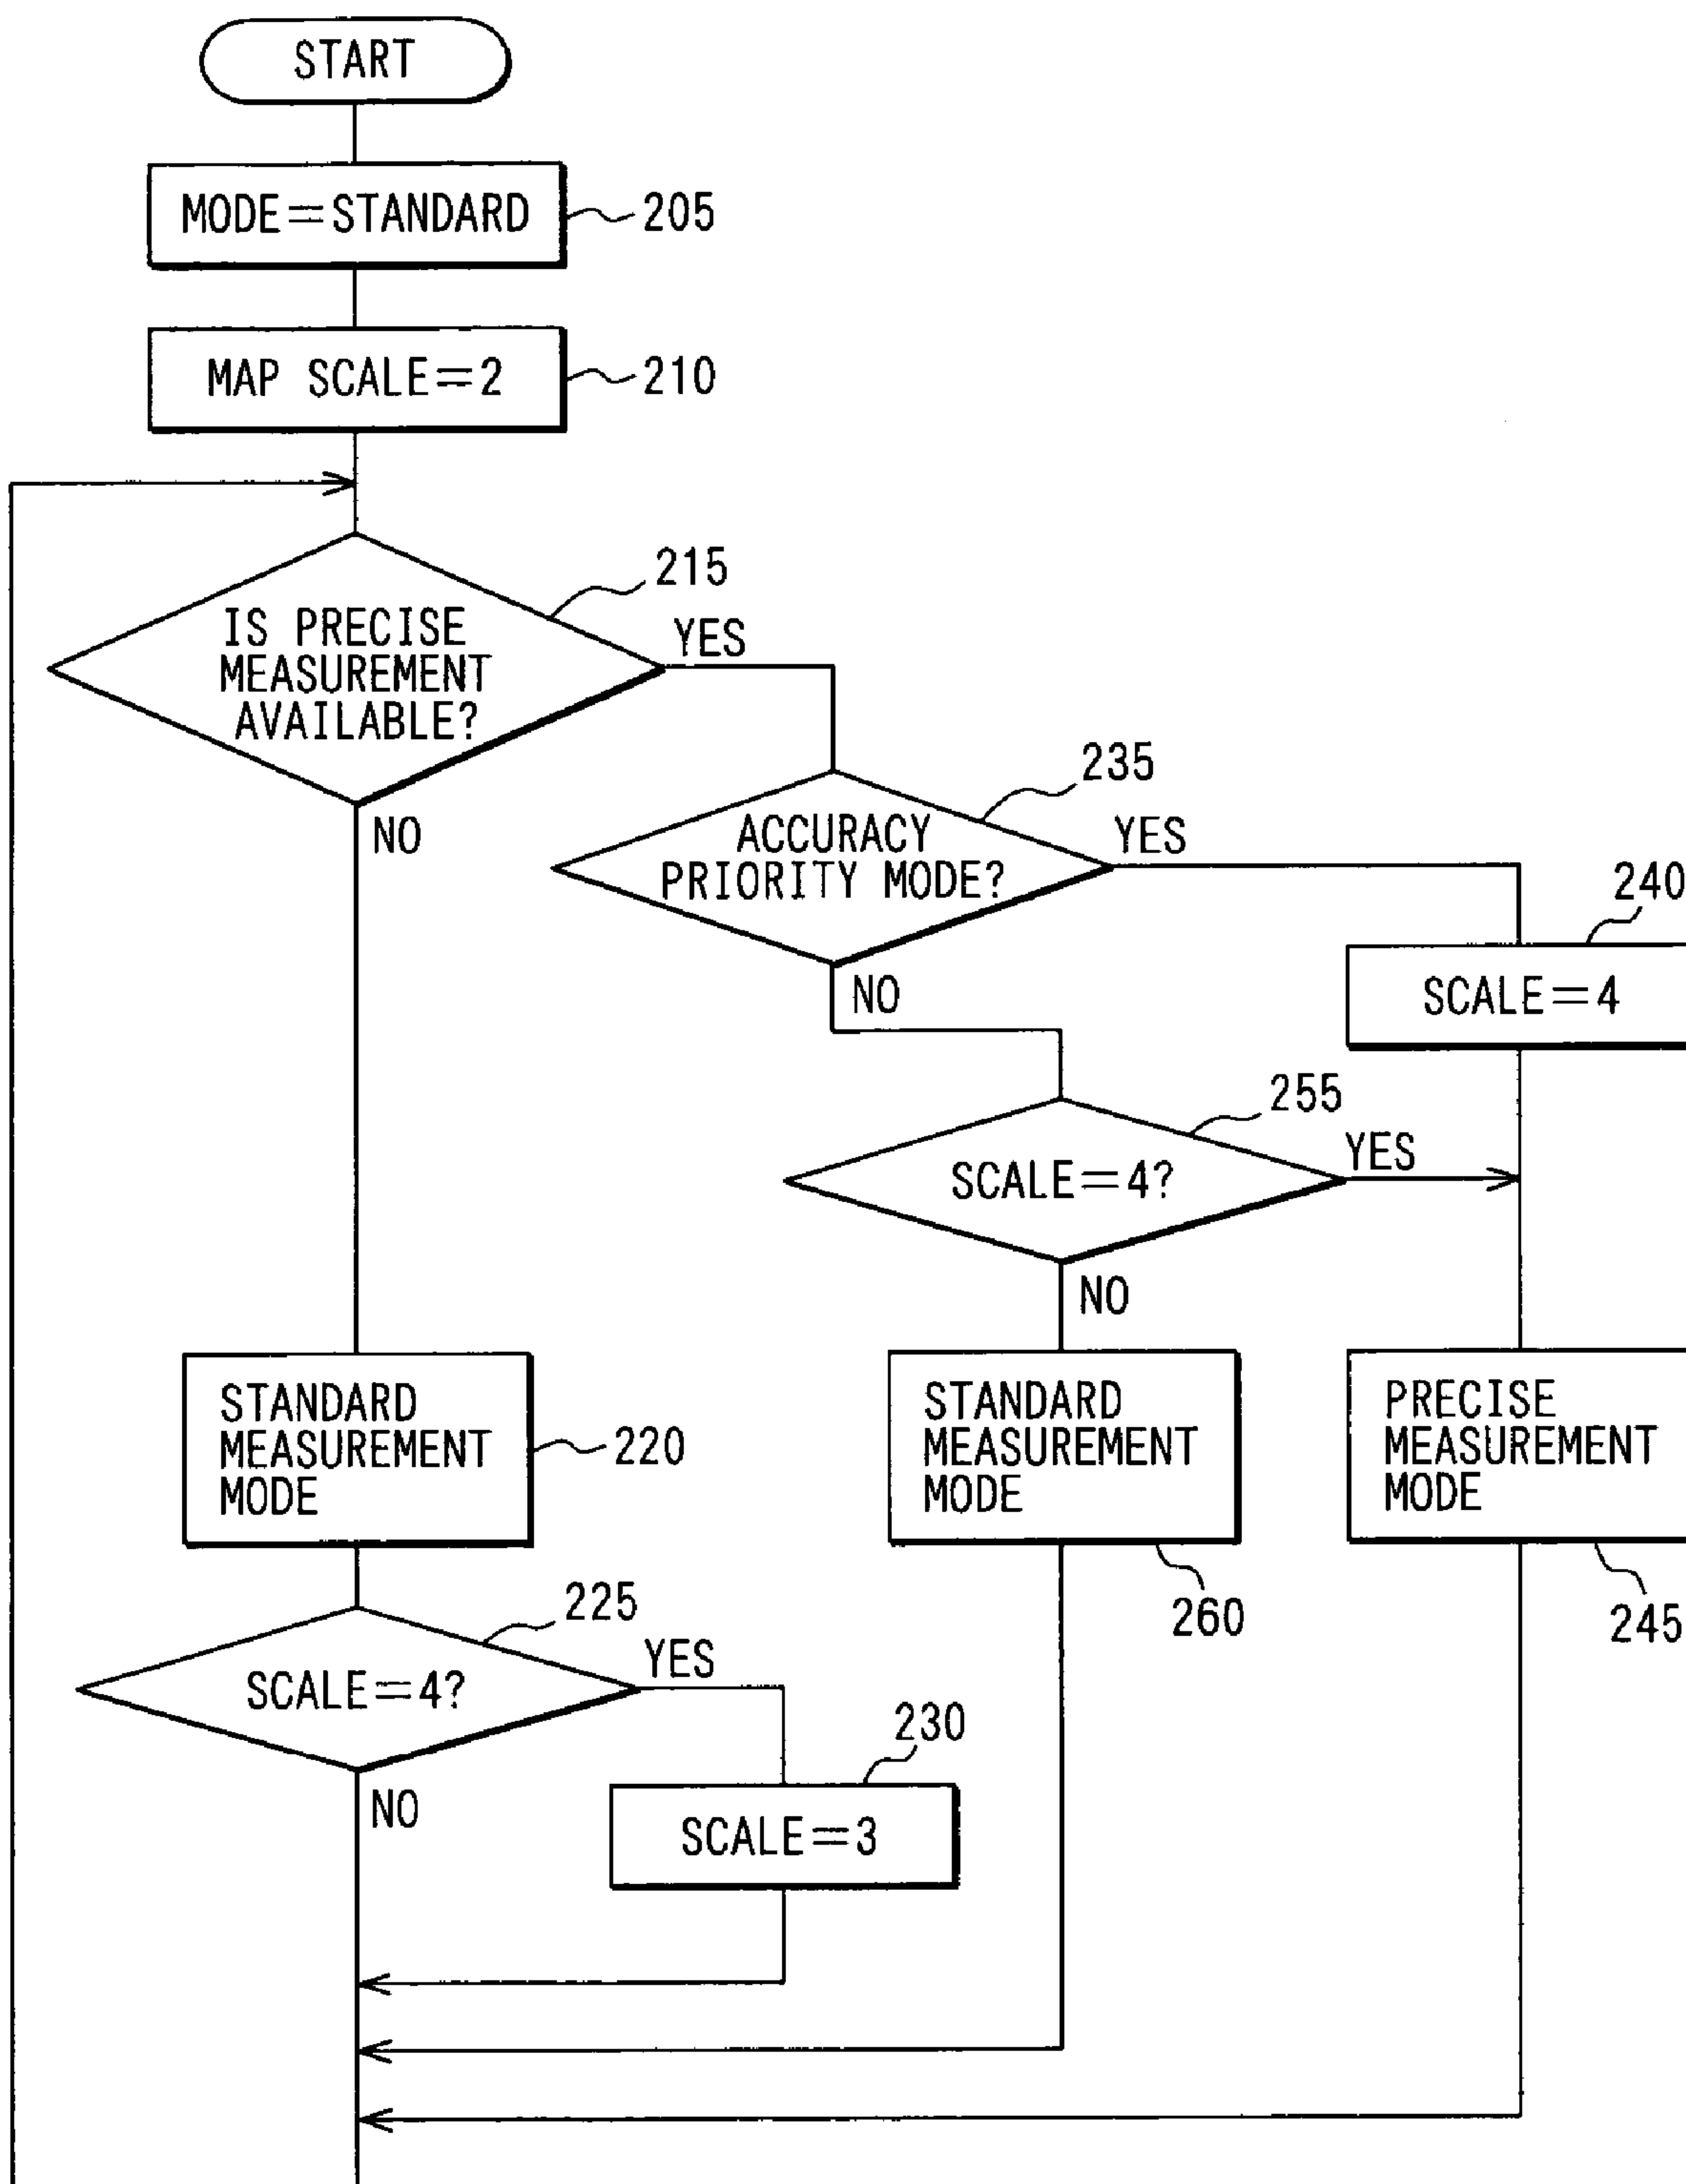 START
MODE=STANDARD
205
MAP SCALE=2
210
215
IS PRECISE
MEASUREMENT
AVAILABLE?
YES
NO
235
ACCURACY
PRIORITY MODE?
YES
NO
240
SCALE=4
255
SCALE=4?
YES
NO
STANDARD
MEASUREMENT
MODE
220
STANDARD
MEASUREMENT
MODE
260
PRECISE
MEASUREMENT
MODE
245
225
SCALE=4?
YES
NO
230
SCALE=3